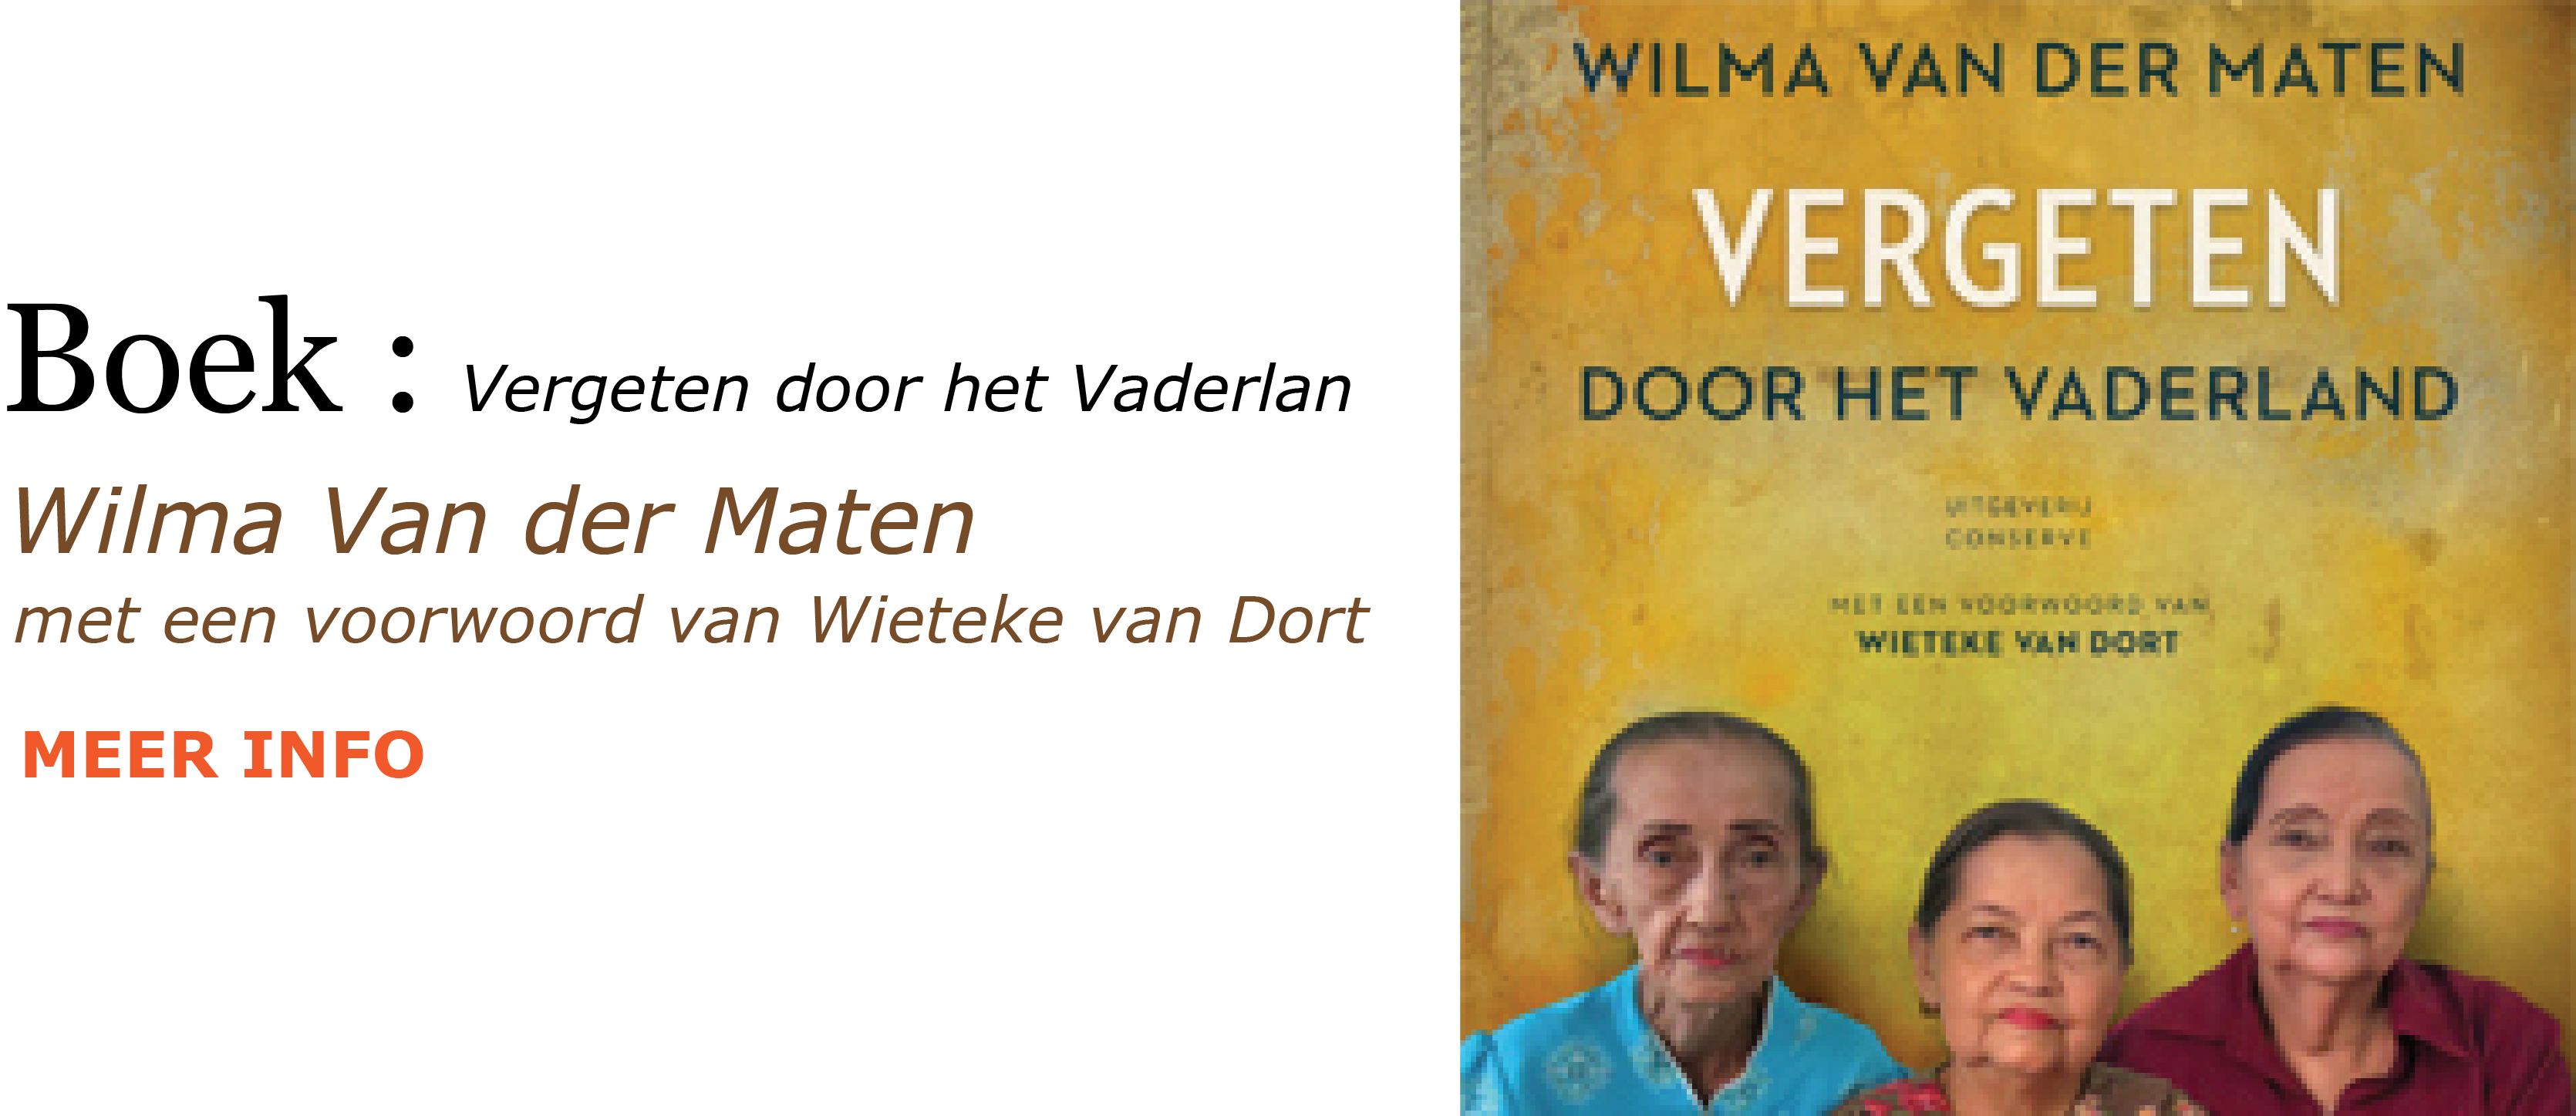 Boek : Vergeten door het Vaderlan
Wilma Van der Maten
met een voorwoord van Wieteke van Dort
MEER INFO
WILMA VAN DER MATEN
VERGETEN
DOOR HET VADERLAND
UITGEVERIJ
CONSERVE
MET EEN VOORWOORD VAN
WIETEKE VAN DORT